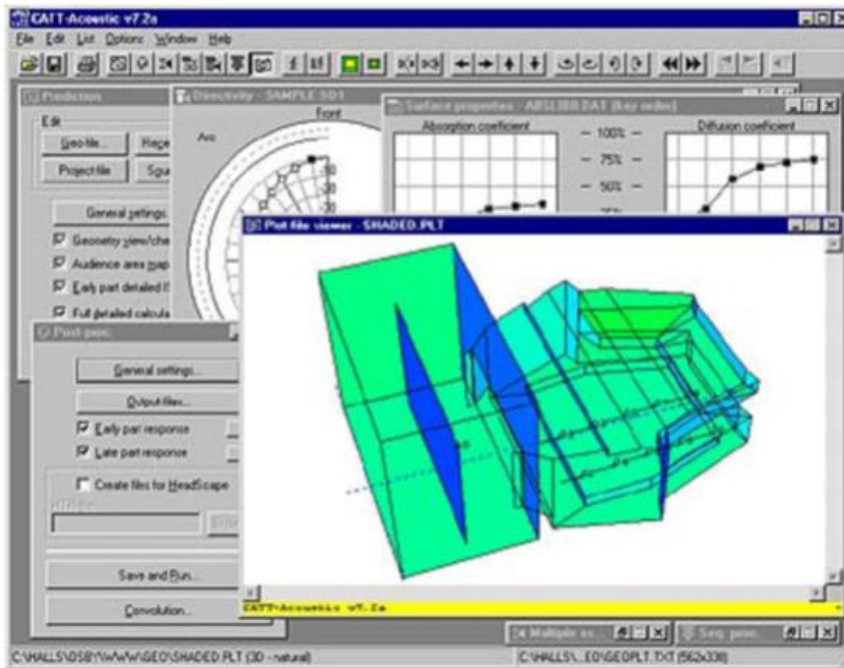 CATT-Acoustic v7.2a
File Edit List Options Window Help
Prediction
Directivity - SAMPLE.SD1
Surface properties - ABSLIBB.DAT (key order)
Edit
Front
Arc
Absorption coefficient
100%
Diffusion coefficient
Geo-file...
75%
Project file
50%
General settings.
Plot-file viewer - SHADED.PLT
Geometry view/che
Audience area map
Early part detailed I
Full detailed calcula
Post proc.
General settings...
Output-files...
Early part response
Late part response
Create files for HeadScape
Save and Run...
Convolution...
CATT-Acoustic v7.2a
Multiple so...
Seq. proc.
C:\HALLS\OSBY\WWW\GEO\SHADED.PLT (3D - natural)
C:\HALLS\...EO\GEOPLT.TXT (562x338)